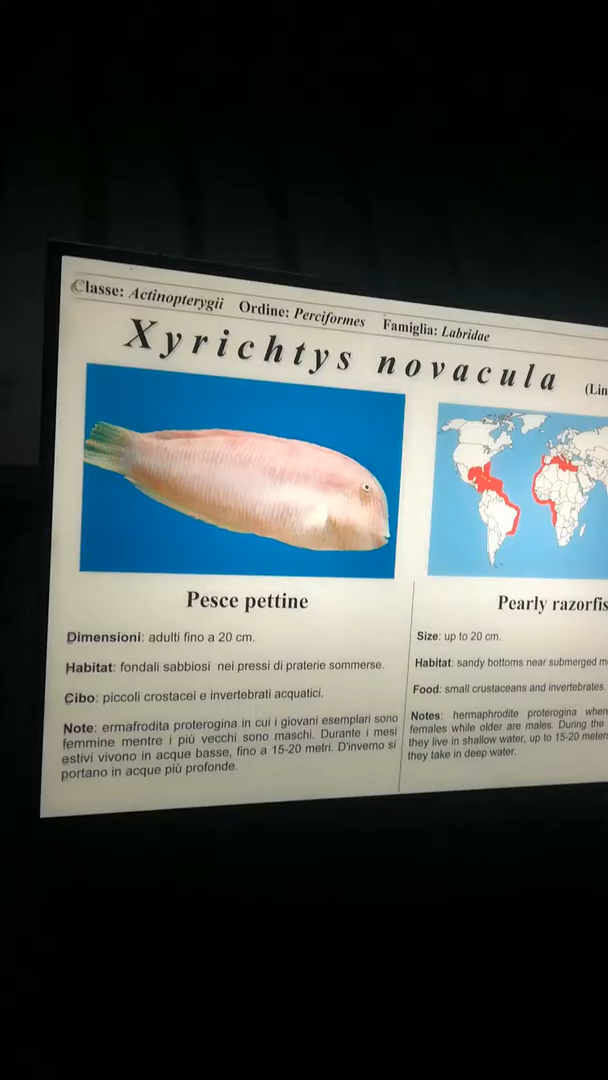 Classe: Actinopterygii Ordine: Perciformes Famiglia: Labridae
Xyrichtys novacula (Lin
Pesce pettine
Dimensioni: adulti fino a 20 cm.
Habitat: fondali sabbiosi nei pressi di praterie sommerse.
Cibo: piccoli crostacei e invertebrati acquatici.
Note: ermafrodita proterogina in cui i giovani esemplari sono
femmine mentre i più vecchi sono maschi. Durante i mesi
estivi vivono in acque basse, fino a 15-20 metri. D'inverno si
portano in acque più profonde.
Pearly razorfis
Size: up to 20 cm.
Habitat: sandy bottoms near submerged m
Food: small crustaceans and invertebrates.
Notes: hermaphrodite proterogina wher
females while older are males. During the
they live in shallow water, up to 15-20 meters
they take in deep water.